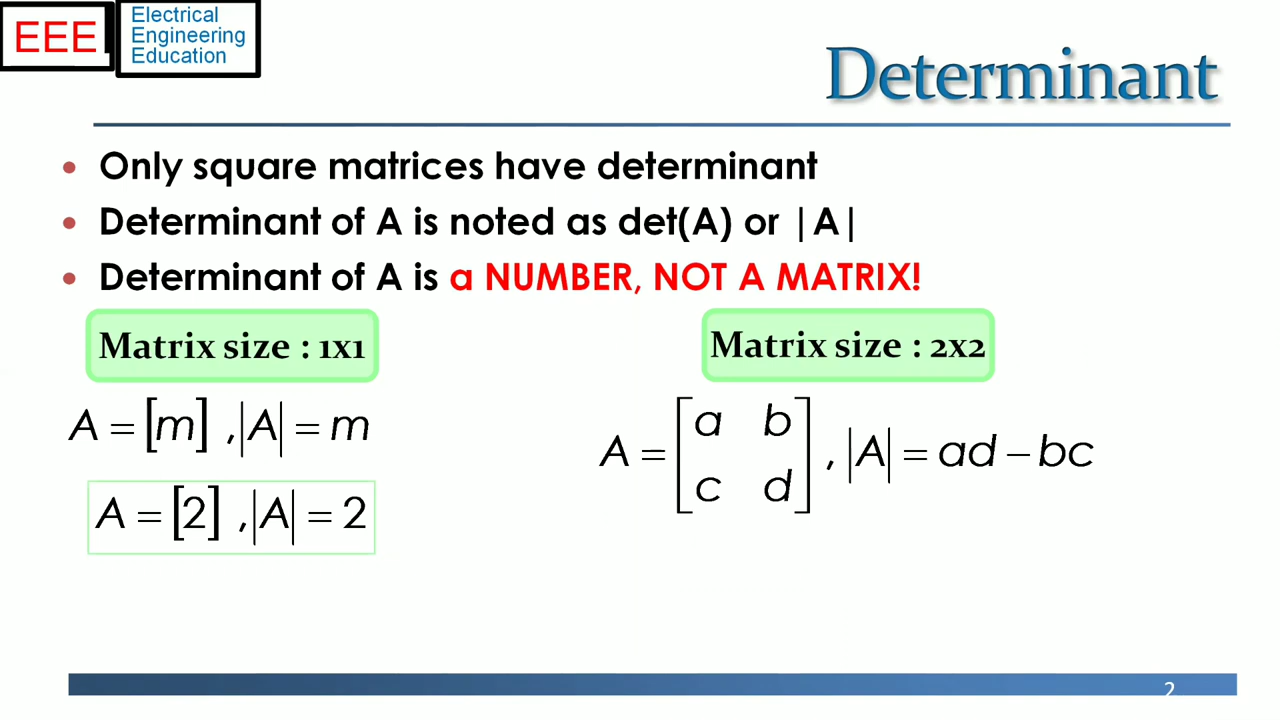 EEE
Electrical
Engineering
Education
Determinant
• Only square matrices have determinant
• Determinant of A is noted as det(A) or |A|
• Determinant of A is a NUMBER, NOT A MATRIX!
Matrix size : 1x1
A = [m] , |A| = m
A = [2] , |A| = 2
Matrix size : 2x2
A = [a b
c d] , |A| = ad − bc
2